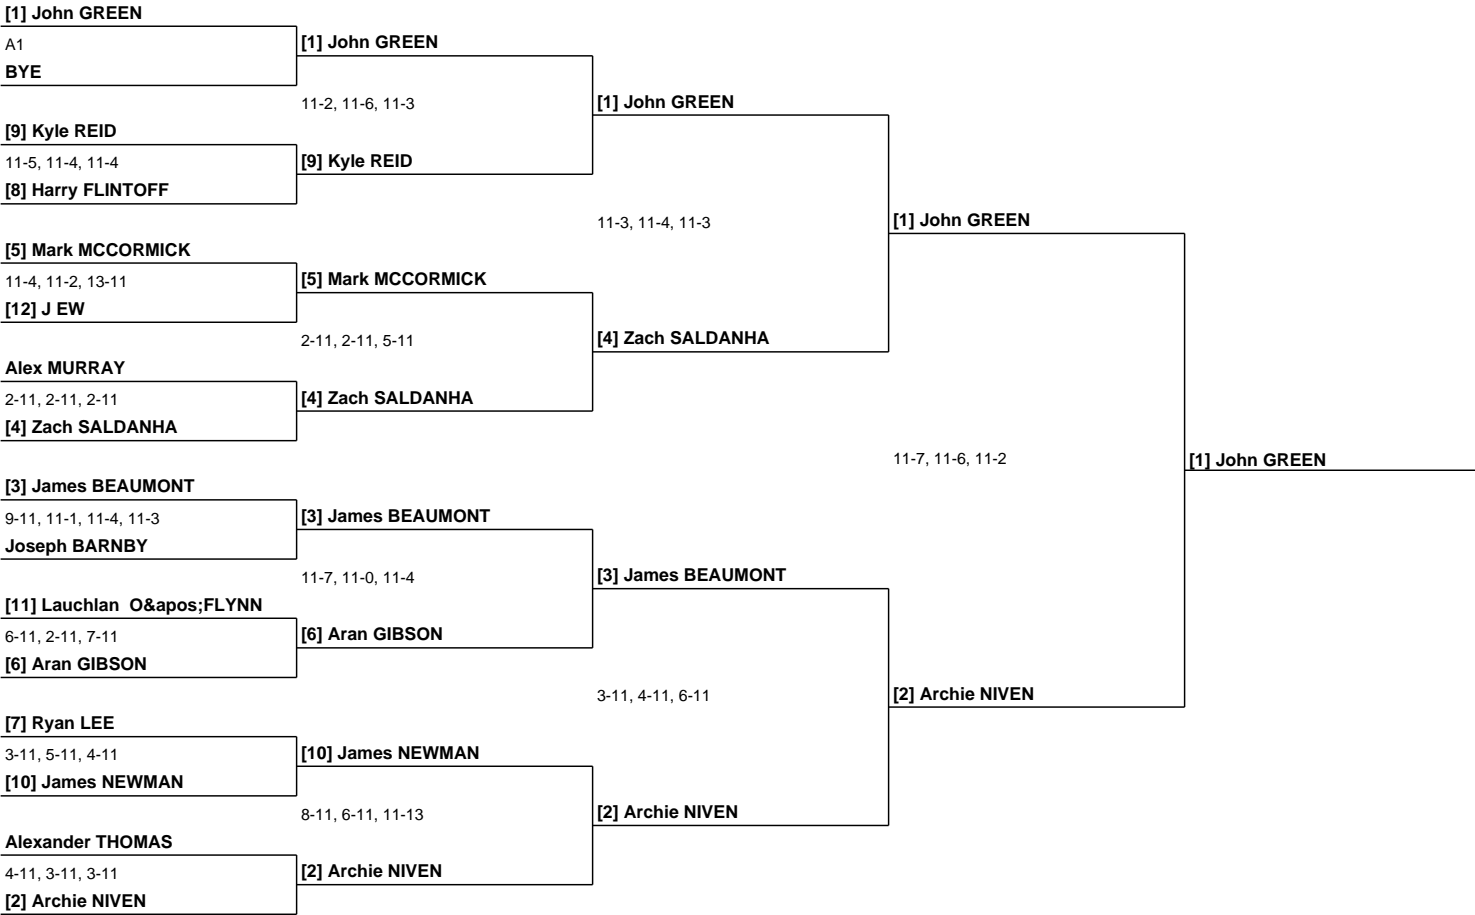 [1] John GREEN
A1
BYE
[9] Kyle REID
11-5, 11-4, 11-4
[8] Harry FLINTOFF
[5] Mark MCCORMICK
11-4, 11-2, 13-11
[12] J EW
Alex MURRAY
2-11, 2-11, 2-11
[4] Zach SALDANHA
[3] James BEAUMONT
9-11, 11-1, 11-4, 11-3
Joseph BARNBY
[11] Lauchlan  O&apos;FLYNN
6-11, 2-11, 7-11
[6] Aran GIBSON
[7] Ryan LEE
3-11, 5-11, 4-11
[10] James NEWMAN
Alexander THOMAS
4-11, 3-11, 3-11
[2] Archie NIVEN
[1] John GREEN
11-2, 11-6, 11-3
[9] Kyle REID
[5] Mark MCCORMICK
2-11, 2-11, 5-11
[4] Zach SALDANHA
[3] James BEAUMONT
11-7, 11-0, 11-4
[6] Aran GIBSON
[10] James NEWMAN
8-11, 6-11, 11-13
[2] Archie NIVEN
[1] John GREEN
11-3, 11-4, 11-3
[4] Zach SALDANHA
[3] James BEAUMONT
3-11, 4-11, 6-11
[2] Archie NIVEN
[1] John GREEN
11-7, 11-6, 11-2
[2] Archie NIVEN
[1] John GREEN